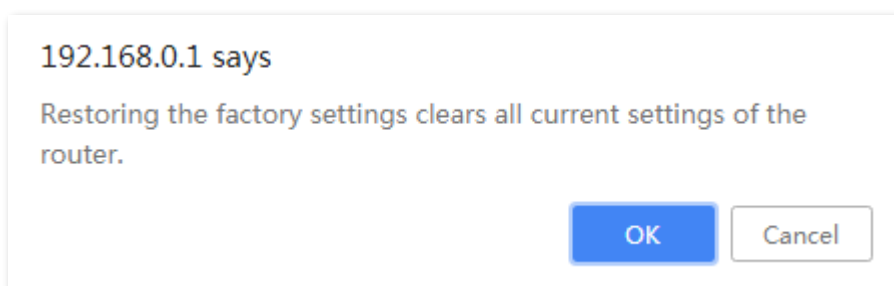 192.168.0.1 says
Restoring the factory settings clears all current settings of the
router.
OK
Cancel